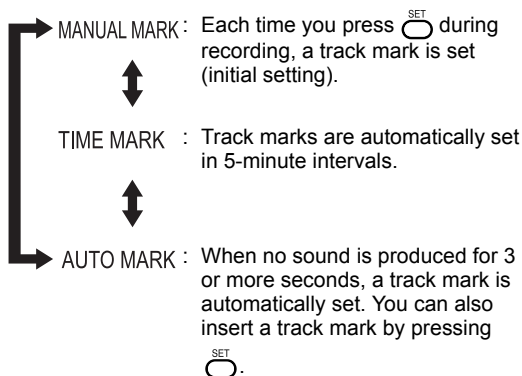 MANUAL MARK : Each time you press SET during
recording, a track mark is set
(initial setting).
TIME MARK : Track marks are automatically set
in 5-minute intervals.
AUTO MARK : When no sound is produced for 3
or more seconds, a track mark is
automatically set. You can also
insert a track mark by pressing
SET .